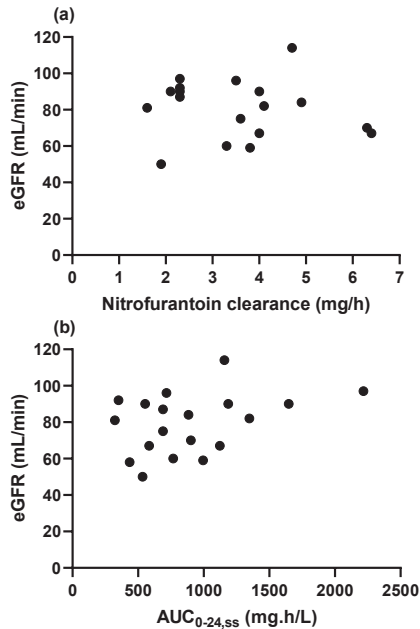 (a)
120
100
80
60
40
20
0
0 1 2 3 4 5 6 7
eGFR (mL/min)
Nitrofurantoin clearance (mg/h)
(b)
120
100
80
60
40
20
0
0 500 1000 1500 2000 2500
eGFR (mL/min)
AUC0-24,ss (mg.h/L)